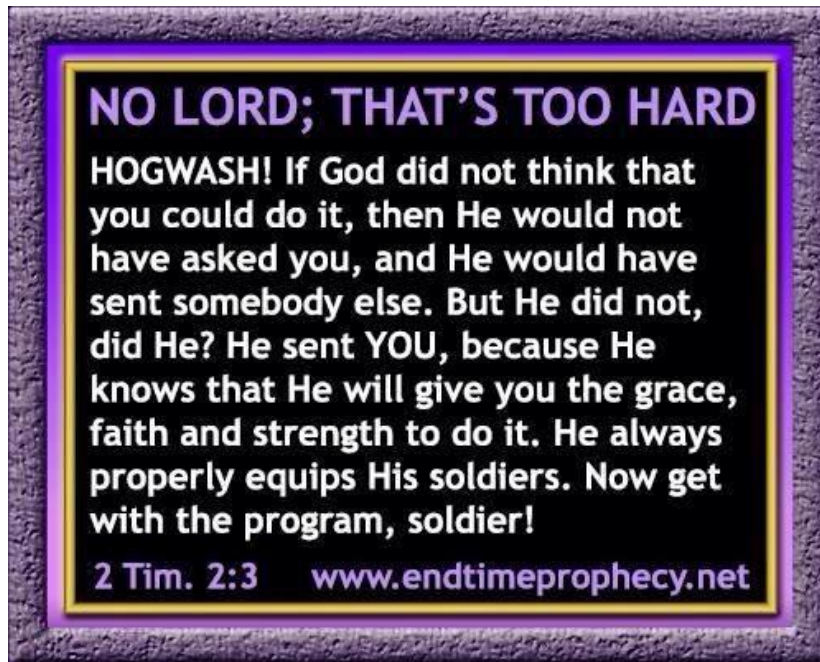 NO LORD; THAT'S TOO HARD
HOGWASH! If God did not think that
you could do it, then He would not
have asked you, and He would have
sent somebody else. But He did not,
did He? He sent YOU, because He
knows that He will give you the grace,
faith and strength to do it. He always
properly equips His soldiers. Now get
with the program, soldier!
2 Tim. 2:3 www.endtimeprophecy.net